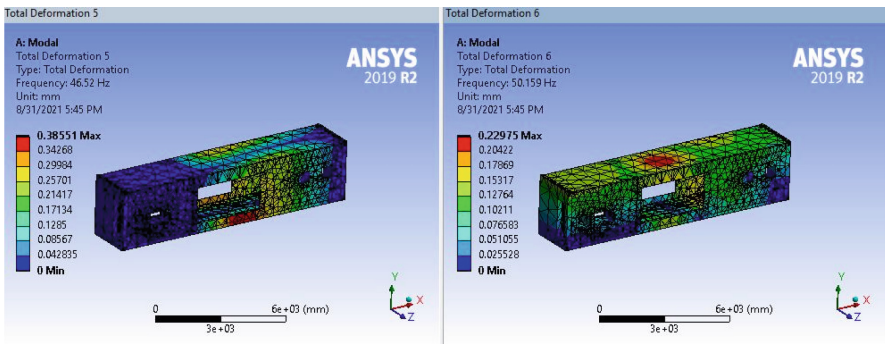 Total Deformation 5
A: Modal
Total Deformation 5
Type: Total Deformation
Frequency: 46.52 Hz
Unit: mm
8/31/2021 5:45 PM
ANSYS
2019 R2
0.38551 Max
0.34268
0.29984
0.25701
0.21417
0.17134
0.1285
0.08567
0.042835
0 Min
0
6e+03 (mm)
3e+03
Y
X
Z
Total Deformation 6
A: Modal
Total Deformation 6
Type: Total Deformation
Frequency: 50.159 Hz
Unit: mm
8/31/2021 5:45 PM
ANSYS
2019 R2
0.22975 Max
0.20422
0.17869
0.15317
0.12764
0.10211
0.076583
0.051055
0.025528
0 Min
0
6e+03 (mm)
3e+03
Y
X
Z